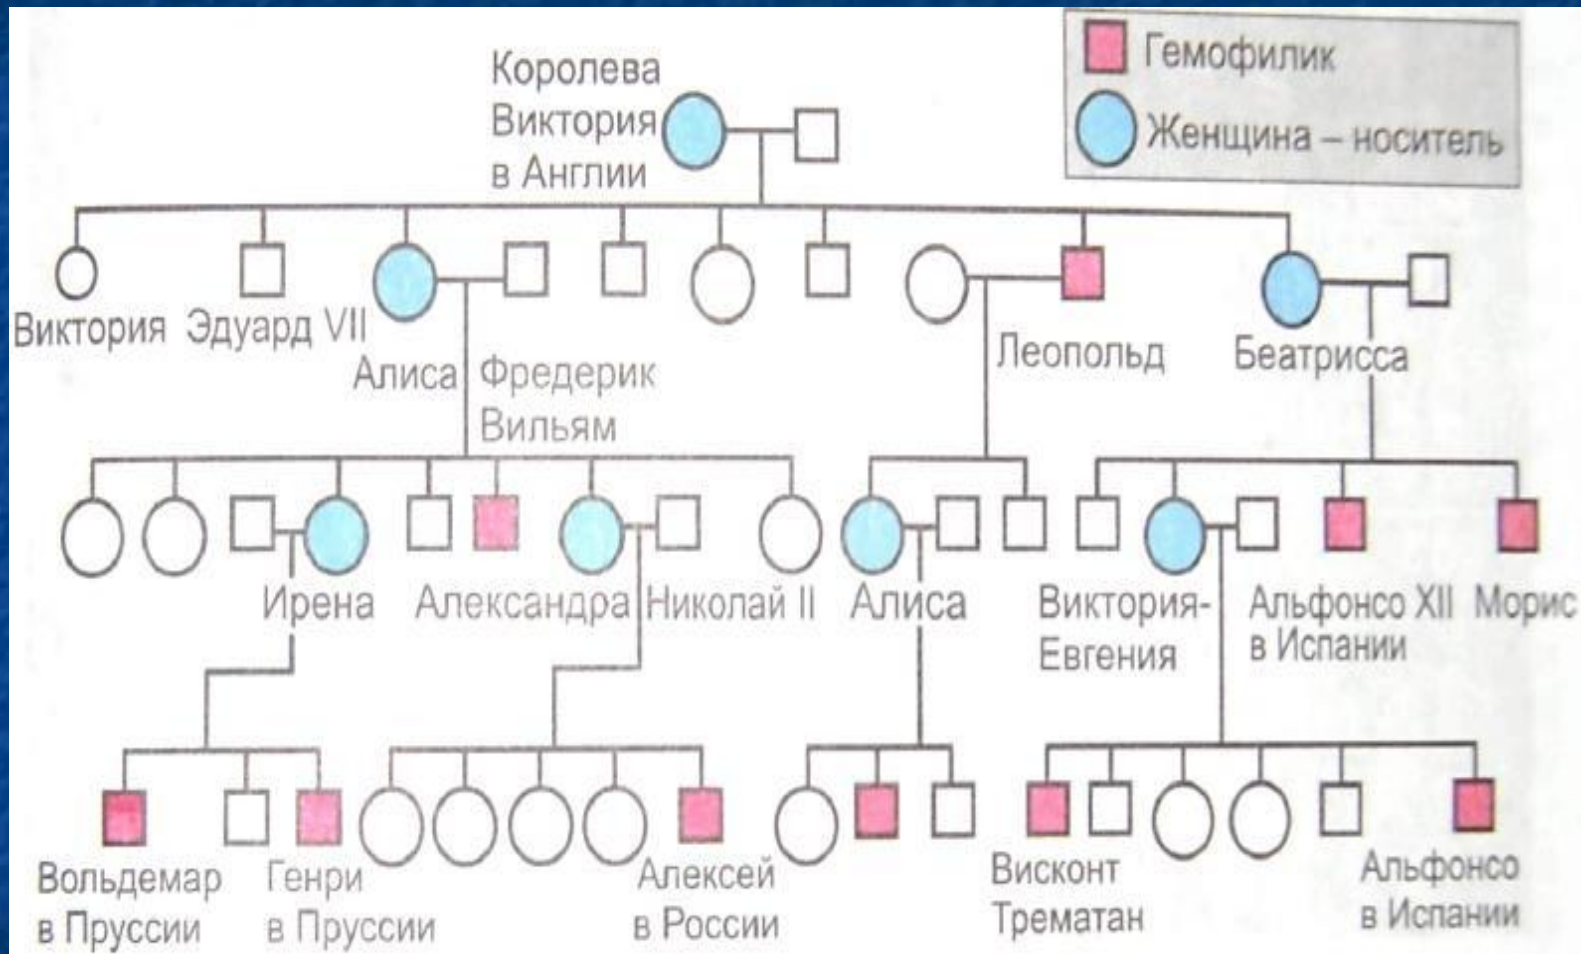 Гемофилик
Женщина – носитель
Королева
Виктория
в Англии
Виктория
Эдуард VII
Алиса
Фредерик
Вильям
Леопольд
Беатрисса
Ирена
Александра
Николай II
Алиса
Виктория-
Евгения
Альфонсо XII
в Испании
Морис
Вольдемар
в Пруссии
Генри
в Пруссии
Алексей
в России
Висконт
Трематан
Альфонсо
в Испании